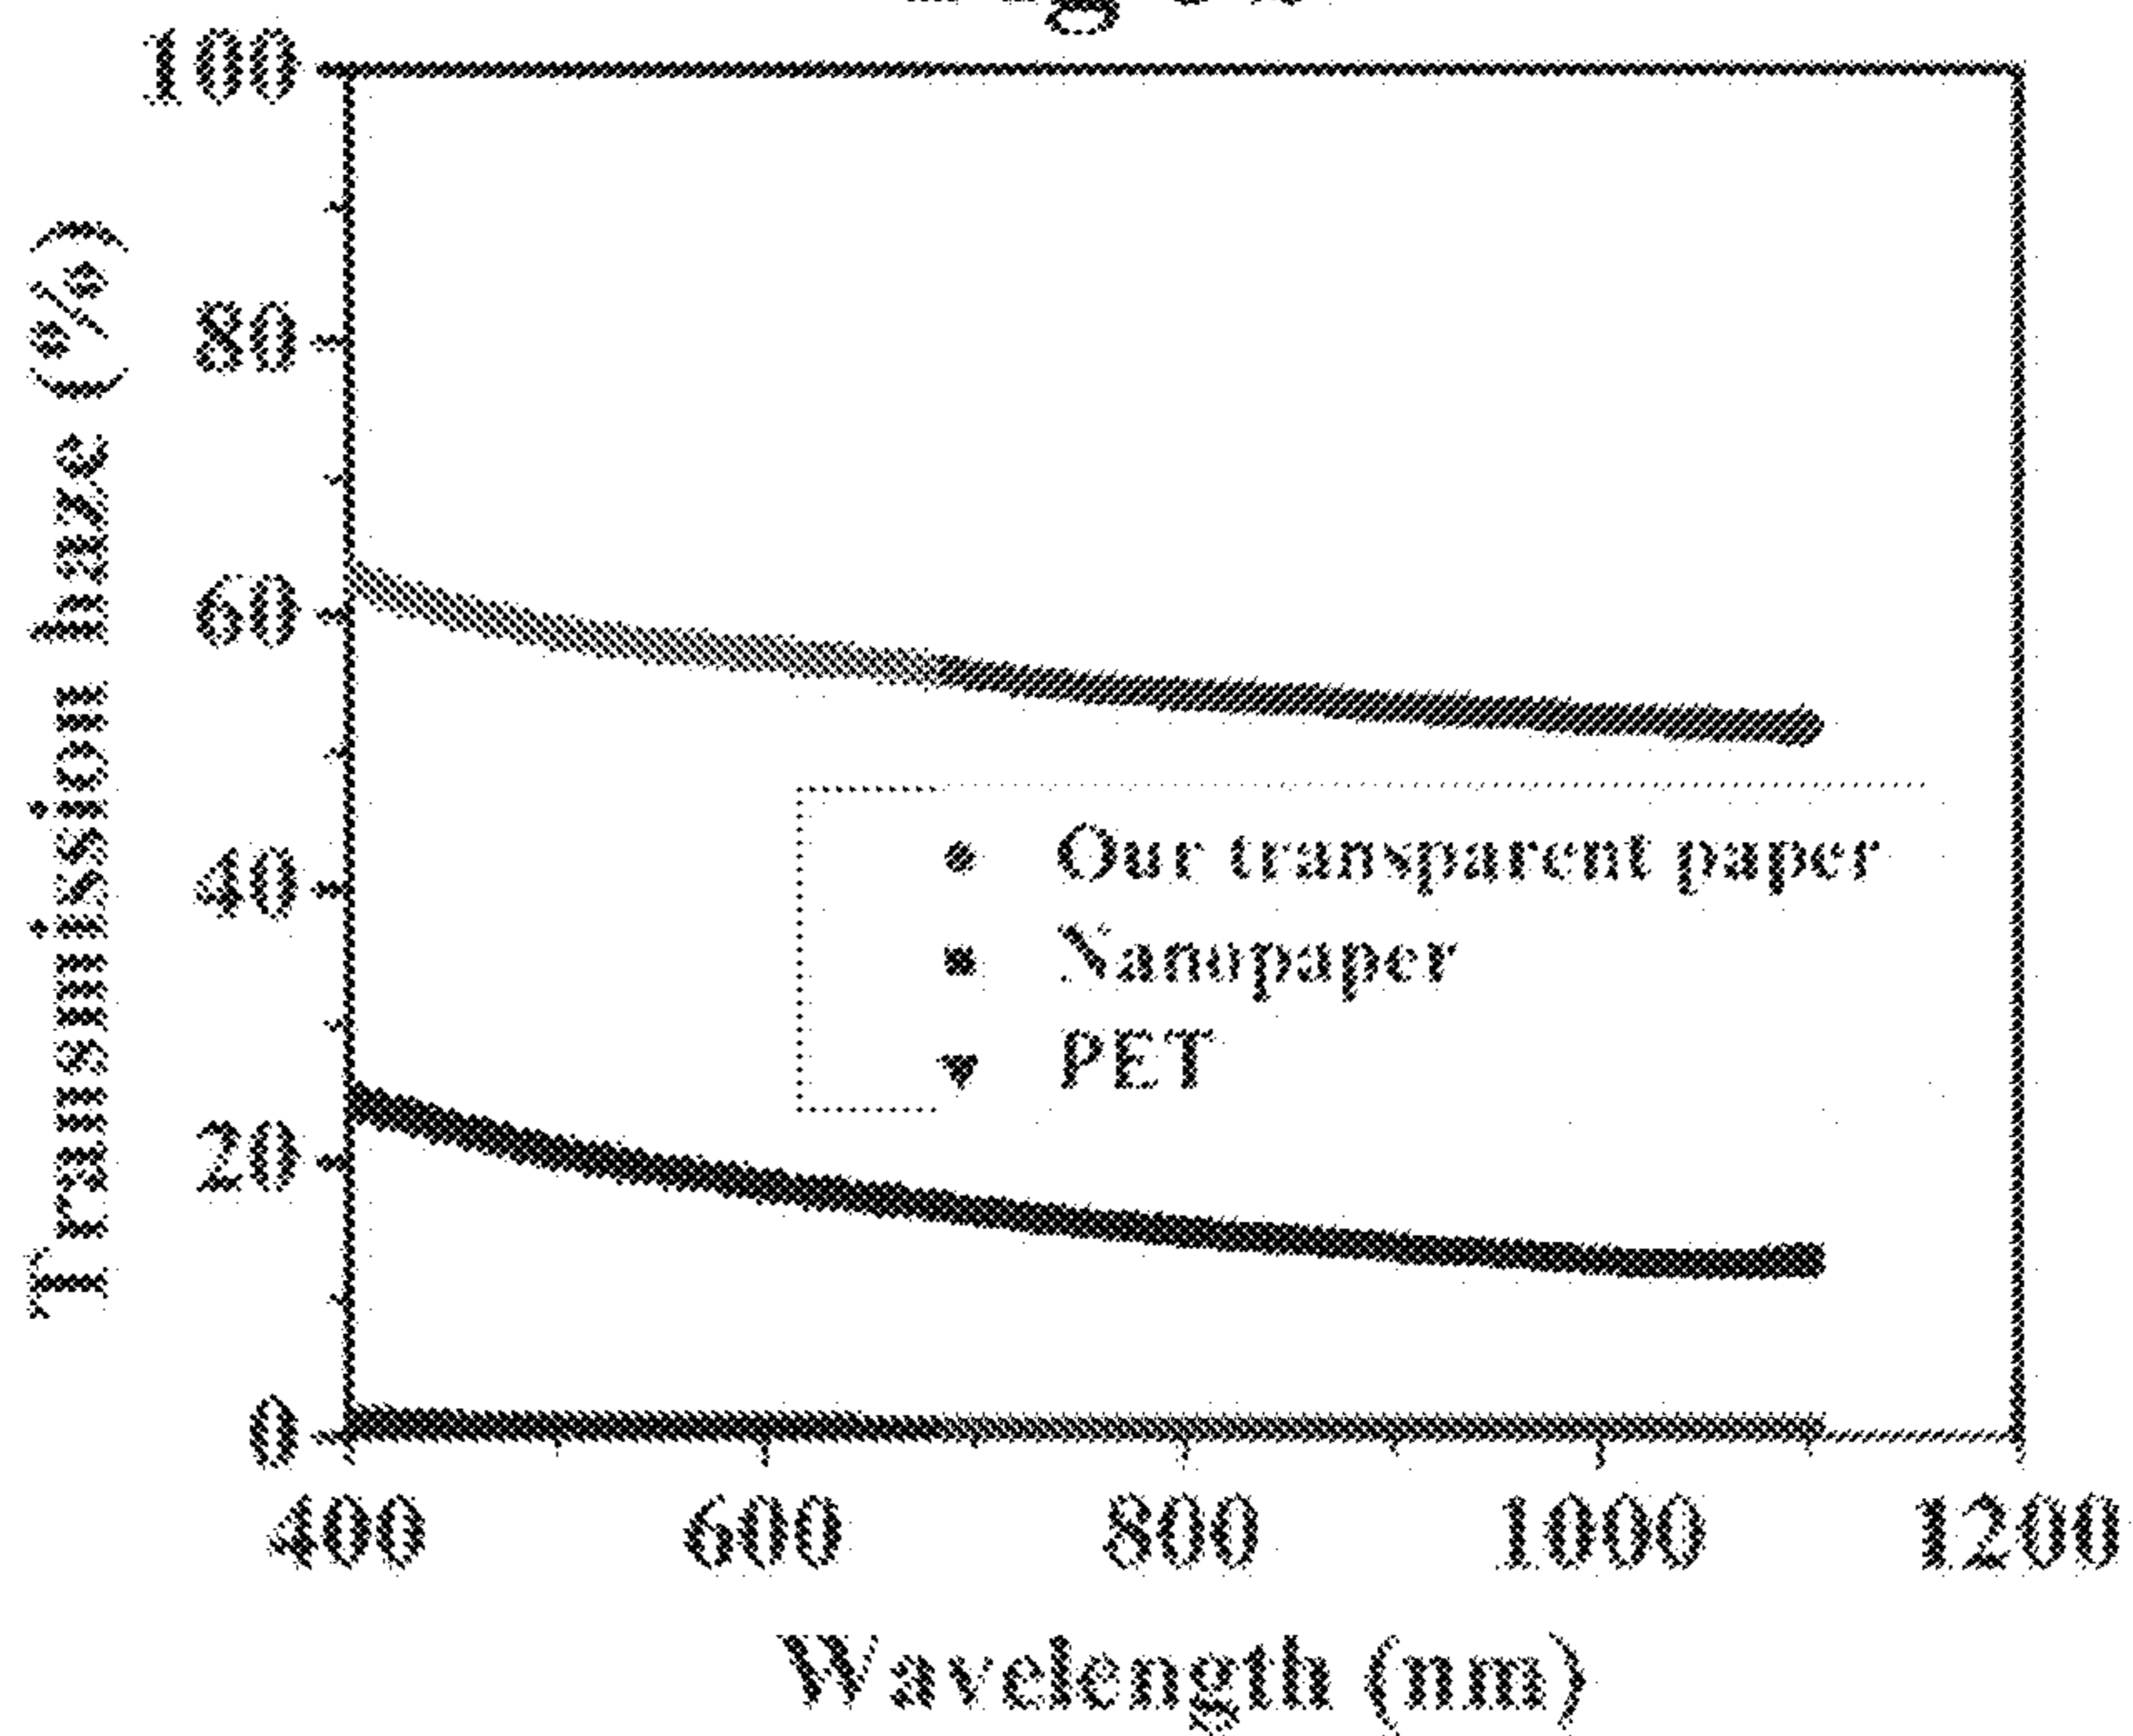 Transmission haze (%)
100
80
60
40
20
0
Our transparent paper
Nanopaper
PET
400 600 800 1000 1200
Wavelength (nm)